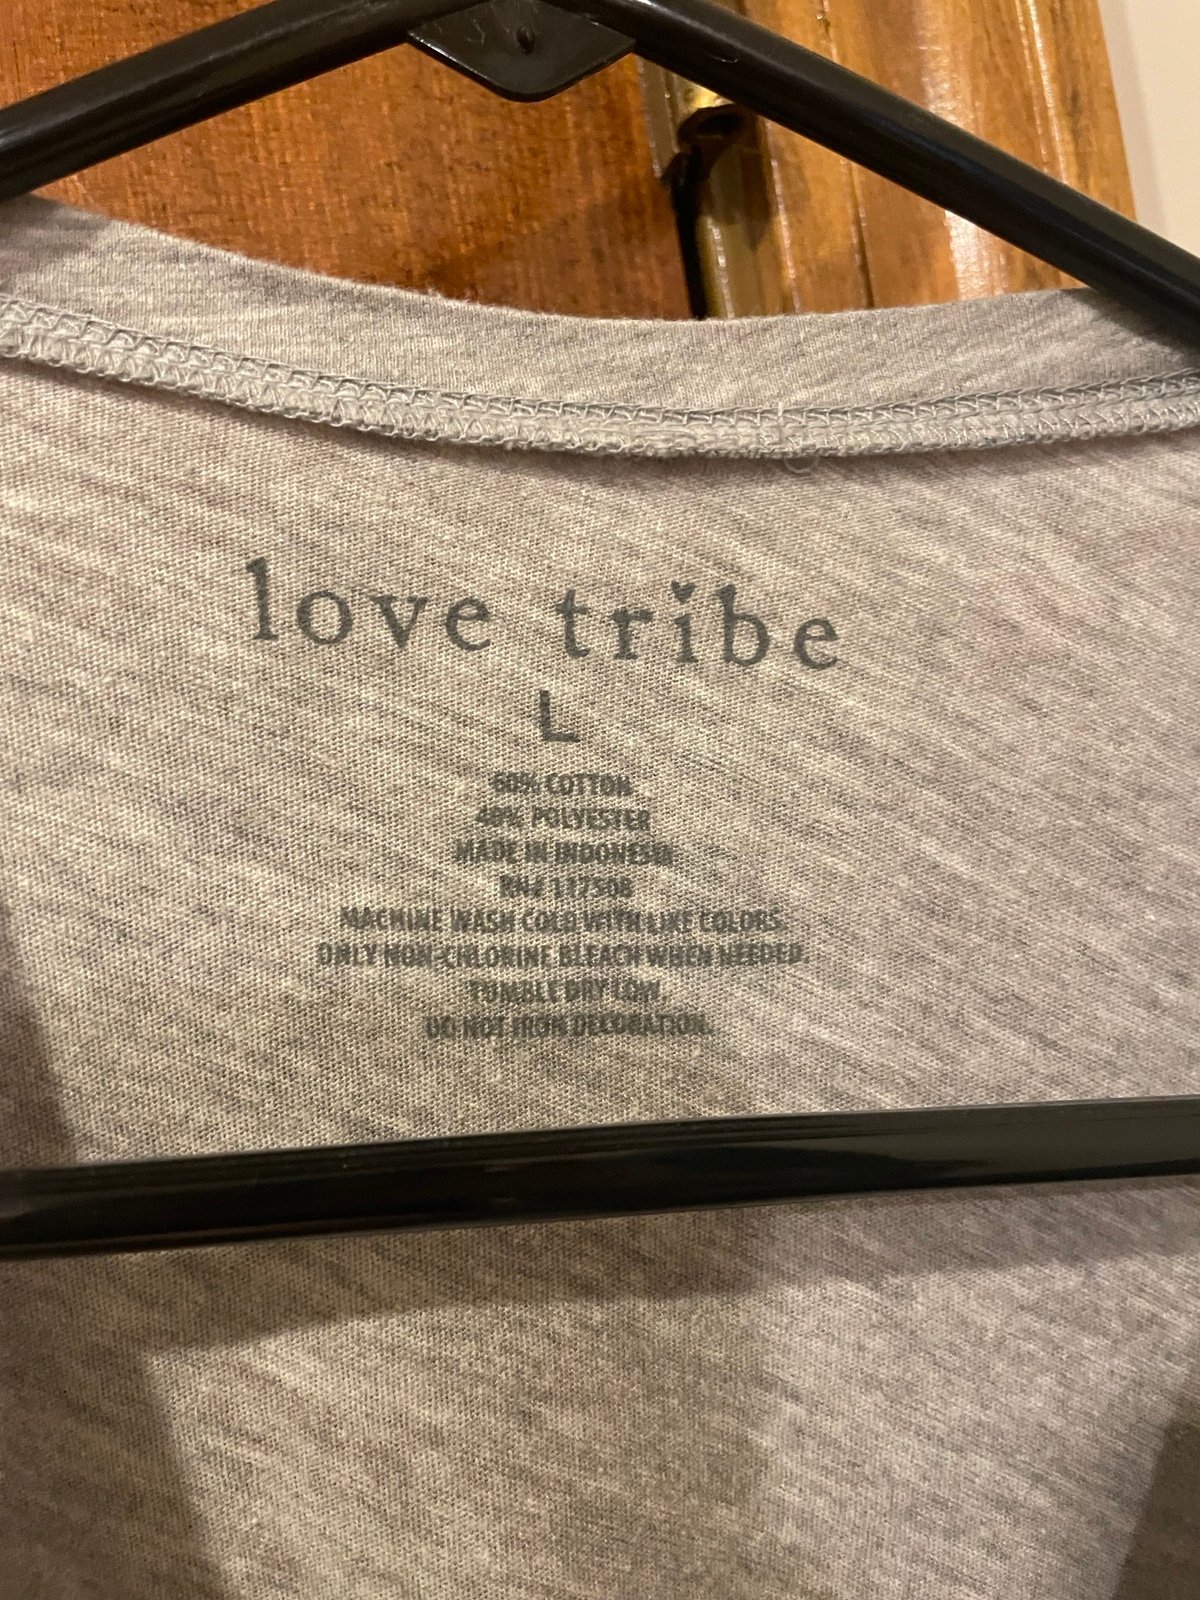 love tribe
L
60% COTTON
40% POLYESTER
MADE IN INDONESIA
RN# 117508
MACHINE WASH COLD WITH LIKE COLORS.
ONLY NON-CHLORINE BLEACH WHEN NEEDED.
TUMBLE DRY LOW.
DO NOT IRON DECORATION.